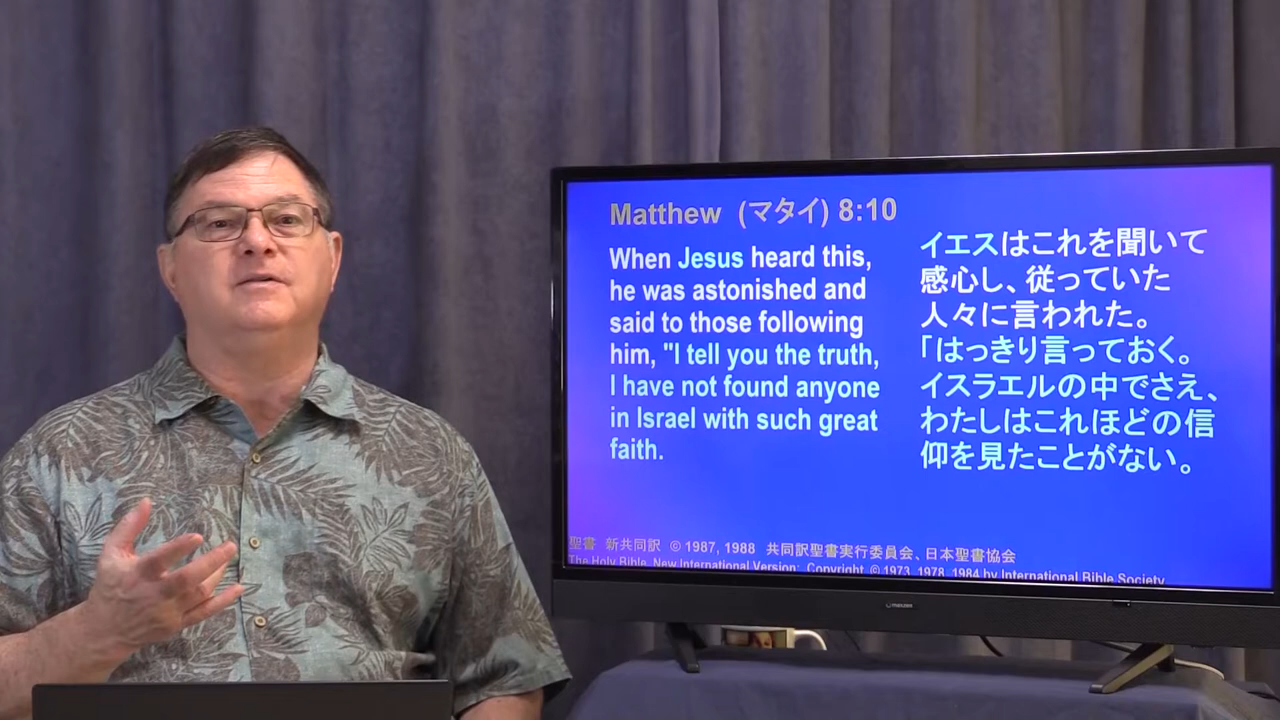 Matthew (マタイ) 8:10
When Jesus heard this,
he was astonished and
said to those following
him, "I tell you the truth,
I have not found anyone
in Israel with such great
faith.
イエスはこれを聞いて
感心し、従っていた
人々に言われた。
「はっきり言っておく。
イスラエルの中でさえ、
わたしはこれほどの信
仰を見たことがない。
聖書 新共同訳 © 1987, 1988 共同訳聖書実行委員会、日本聖書協会
The Holy Bible, New International Version; Copyright © 1973, 1978, 1984 by International Bible Society